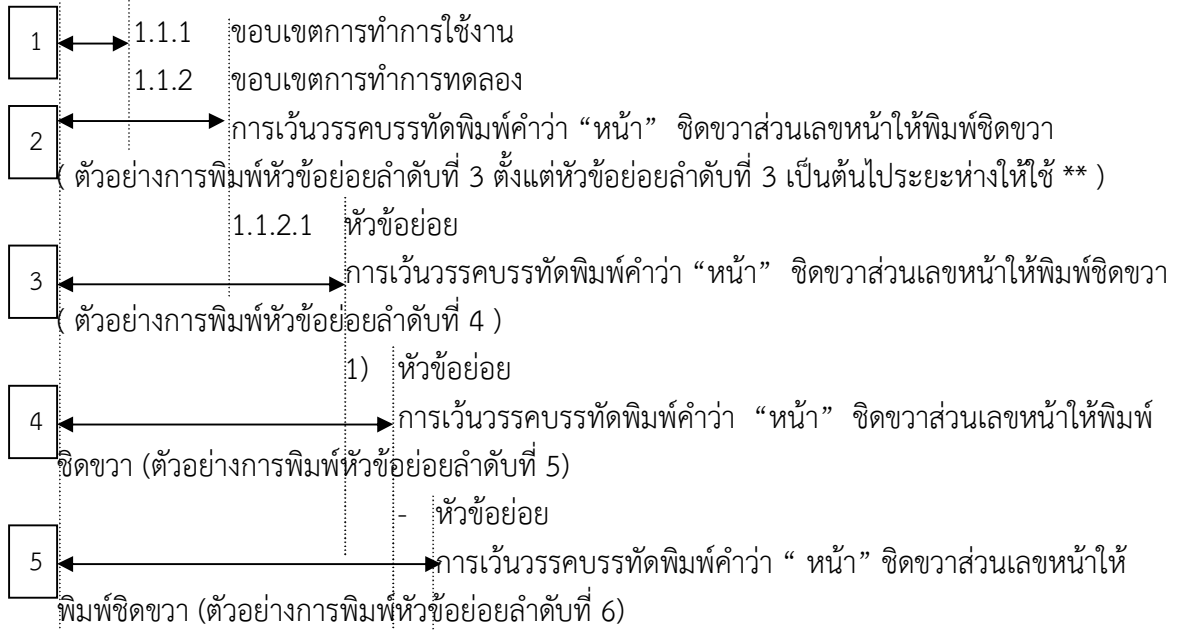 1 1.1.1 ขอบเขตการทำการใช้งาน
1.1.2 ขอบเขตการทำการทดลอง
2 การเว้นวรรคบรรทัดพิมพ์คำว่า “หน้า” ชิดขวาส่วนเลขหน้าให้พิมพ์ชิดขวา
( ตัวอย่างการพิมพ์หัวข้อย่อยลำดับที่ 3 ตั้งแต่หัวข้อย่อยลำดับที่ 3 เป็นต้นไประยะห่างให้ใช้ ** )
1.1.2.1 หัวข้อย่อย
3 การเว้นวรรคบรรทัดพิมพ์คำว่า “หน้า” ชิดขวาส่วนเลขหน้าให้พิมพ์ชิดขวา
( ตัวอย่างการพิมพ์หัวข้อย่อยลำดับที่ 4 )
1) หัวข้อย่อย
4 การเว้นวรรคบรรทัดพิมพ์คำว่า “หน้า” ชิดขวาส่วนเลขหน้าให้พิมพ์
ชิดขวา (ตัวอย่างการพิมพ์หัวข้อย่อยลำดับที่ 5)
- หัวข้อย่อย
5 การเว้นวรรคบรรทัดพิมพ์คำว่า “ หน้า” ชิดขวาส่วนเลขหน้าให้
พิมพ์ชิดขวา (ตัวอย่างการพิมพ์หัวข้อย่อยลำดับที่ 6)